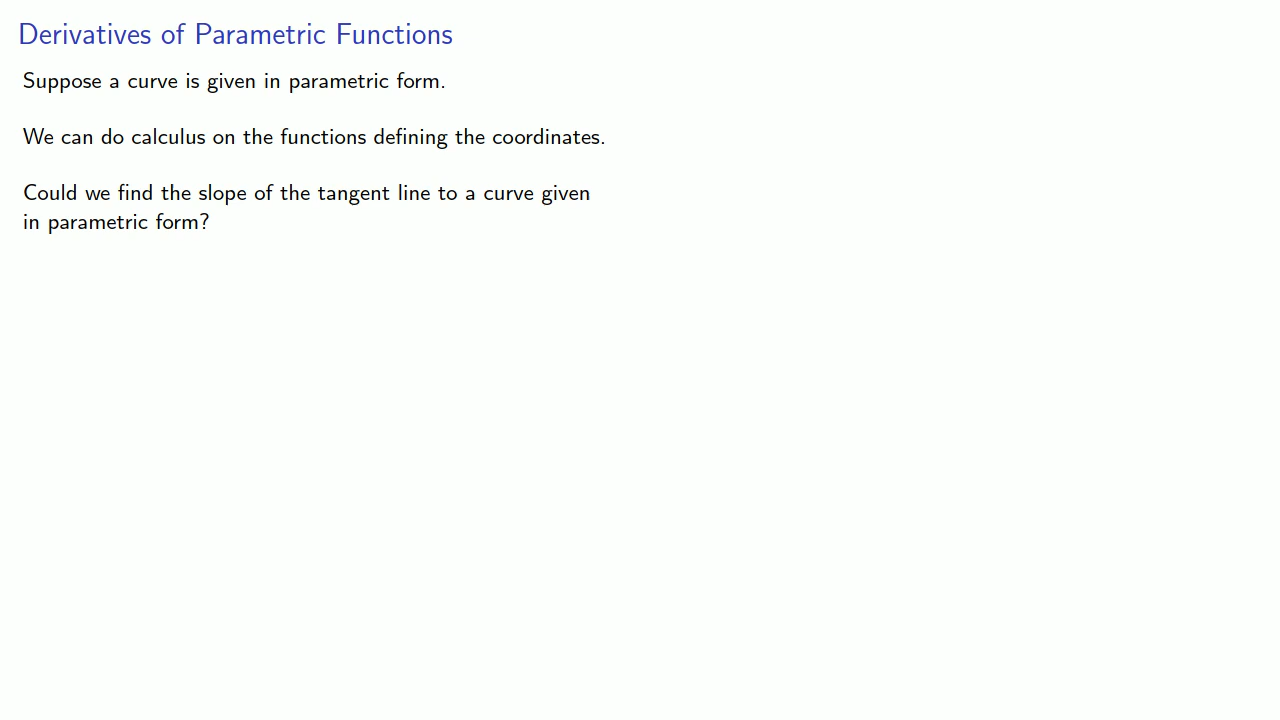 Derivatives of Parametric Functions
Suppose a curve is given in parametric form.
We can do calculus on the functions defining the coordinates.
Could we find the slope of the tangent line to a curve given
in parametric form?